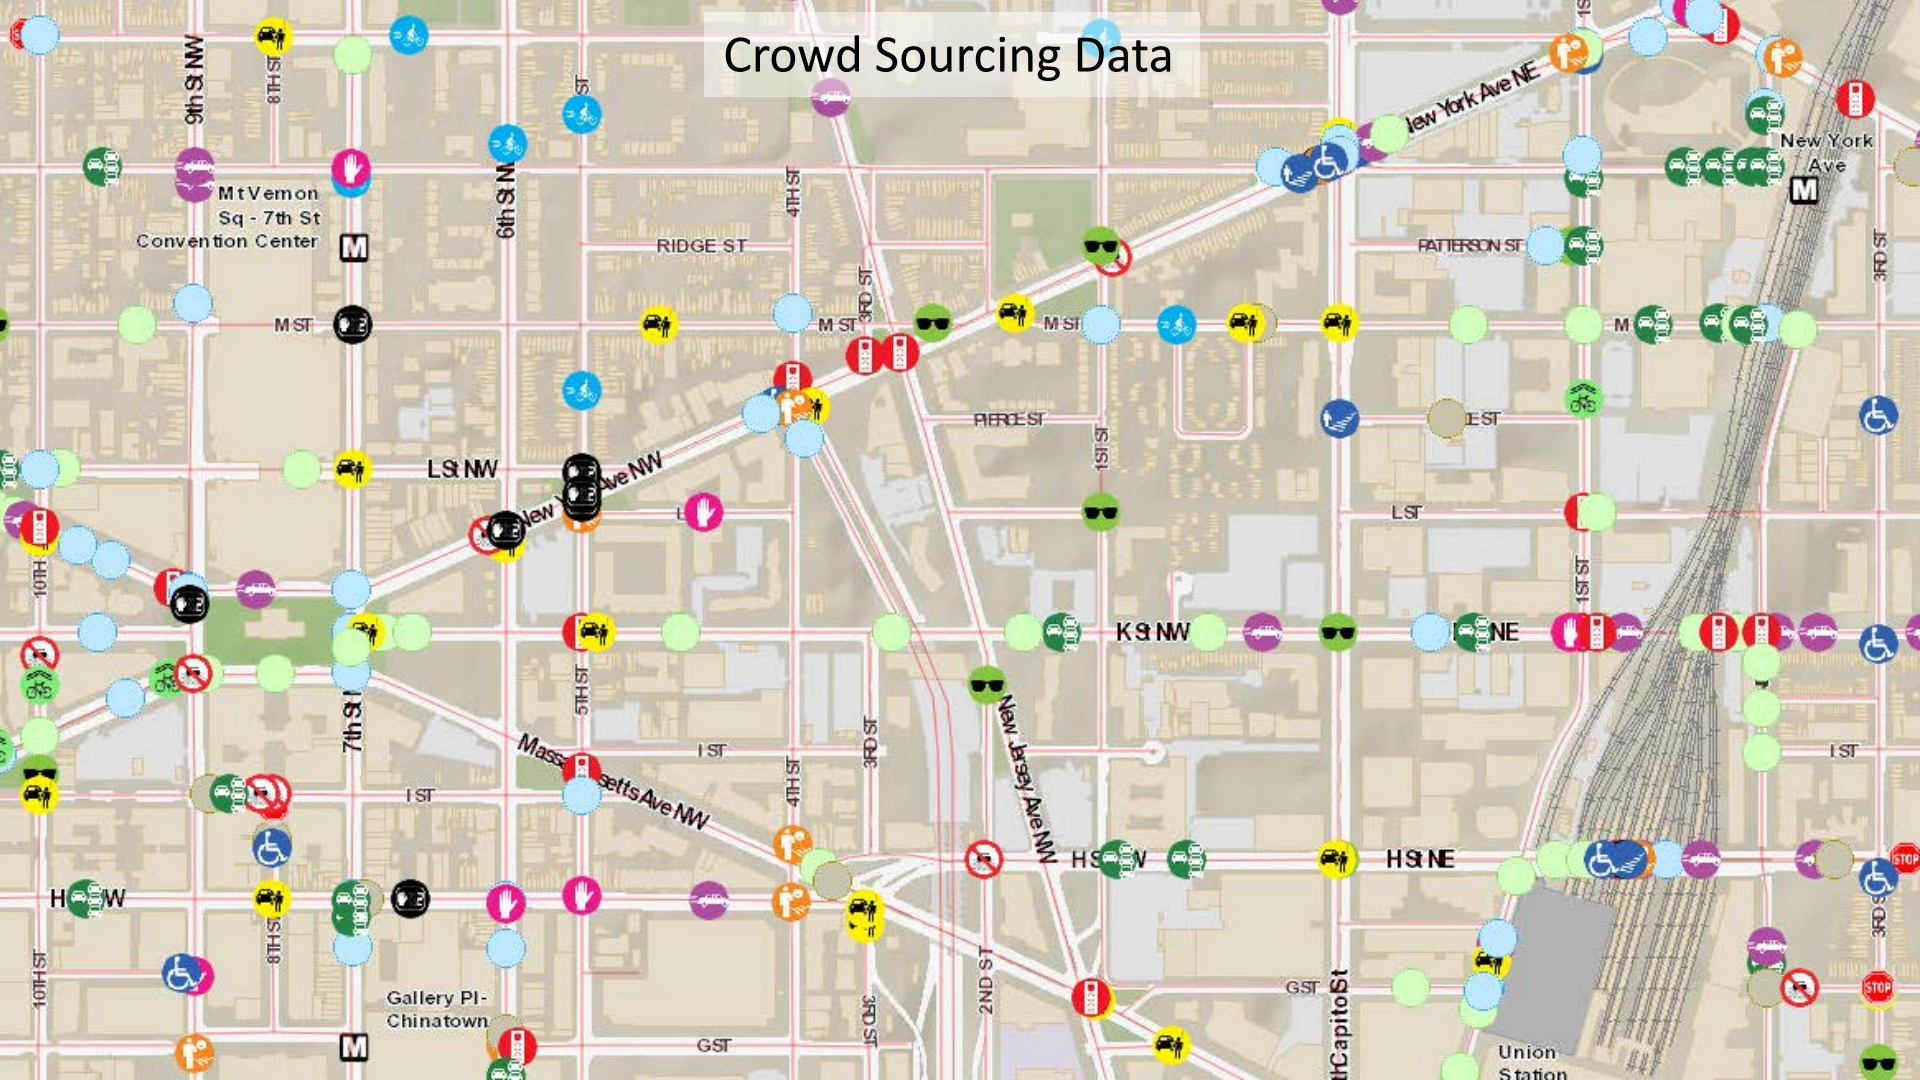 Crowd Sourcing Data
9th St NW
8TH ST
ST
New York Ave NE
New York
Ave
M
Mt Vernon
Sq - 7th St
Convention Center
M
6th St N
4TH ST
RIDGE ST
PATTERSON ST
3RD ST
3RD ST
M ST
M ST
M ST
M
PIERCE ST
E ST
1ST ST
L St NW
Ave NW
New
L
L ST
10TH
1ST ST
K St NW
NE
STOP
7th St
5TH ST
3RD ST
New Jersey Ave NW
Mass
setts Ave NW
I ST
I ST
I ST
4TH ST
H S
W
H St NE
H
W
8TH S
3RD S
10TH ST
2ND ST
3RD ST
G ST
STOP
Gallery Pl-
Chinatown
M
G ST
th Capitol St
Union
Station